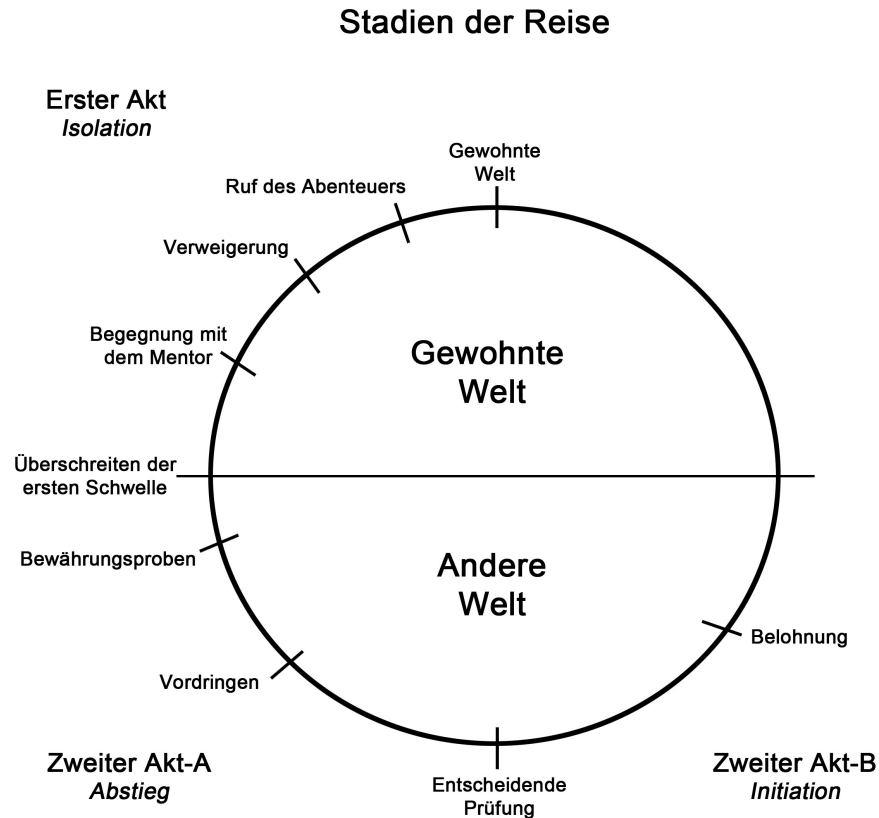 Stadien der Reise
Erster Akt
Isolation
Gewohnte
Welt
Ruf des Abenteuers
Verweigerung
Begegnung mit
dem Mentor
Gewohnte
Welt
Überschreiten der
ersten Schwelle
Bewährungsproben
Andere
Welt
Belohnung
Vordringen
Zweiter Akt-A
Abstieg
Entscheidende
Prüfung
Zweiter Akt-B
Initiation